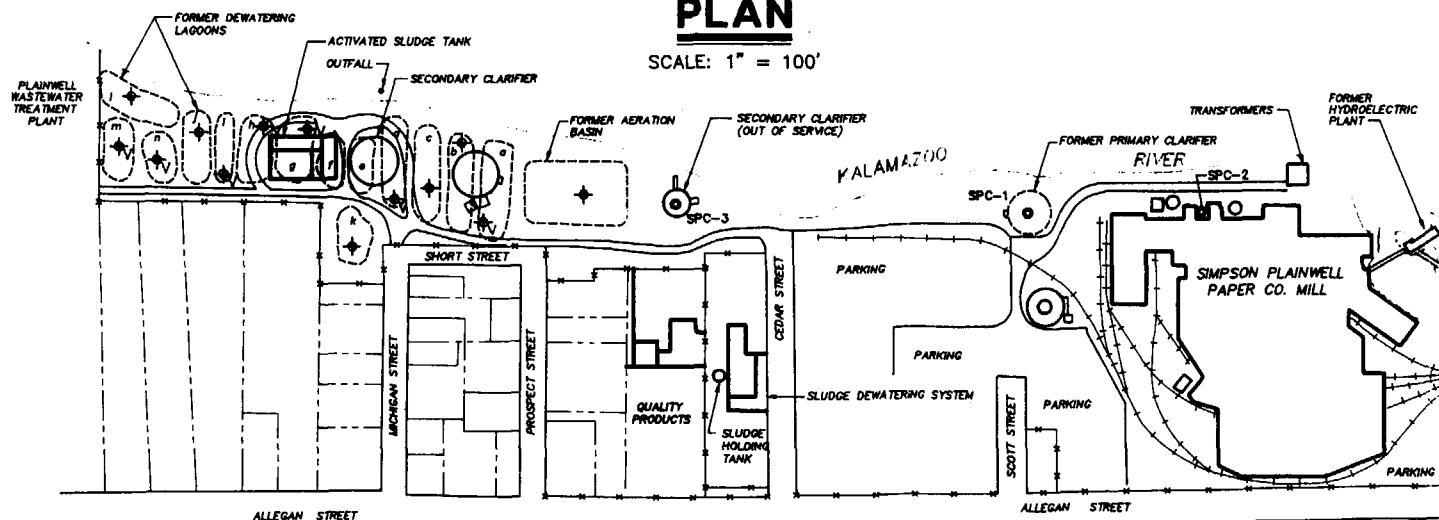 PLAN
SCALE: 1" = 100'
FORMER DEWATERING
LAGOONS
ACTIVATED SLUDGE TANK
OUTFALL
SECONDARY CLARIFIER
PLAINWELL
WASTEWATER
TREATMENT
PLANT
FORMER AERATION
BASIN
SECONDARY CLARIFIER
(OUT OF SERVICE)
SPC-3
KALAMAZOO
RIVER
FORMER PRIMARY CLARIFIER
SPC-1
SPC-2
TRANSFORMERS
FORMER
HYDROELECTRIC
PLANT
l
m
n
i
h
g
f
e
c
b
a
k
SHORT STREET
MICHIGAN STREET
PROSPECT STREET
CEDAR STREET
PARKING
SIMPSON PLAINWELL
PAPER CO. MILL
PARKING
SLUDGE DEWATERING SYSTEM
QUALITY
PRODUCTS
SLUDGE
HOLDING
TANK
SCOTT STREET
PARKING
PARKING
ALLEGAN STREET
ALLEGAN STREET